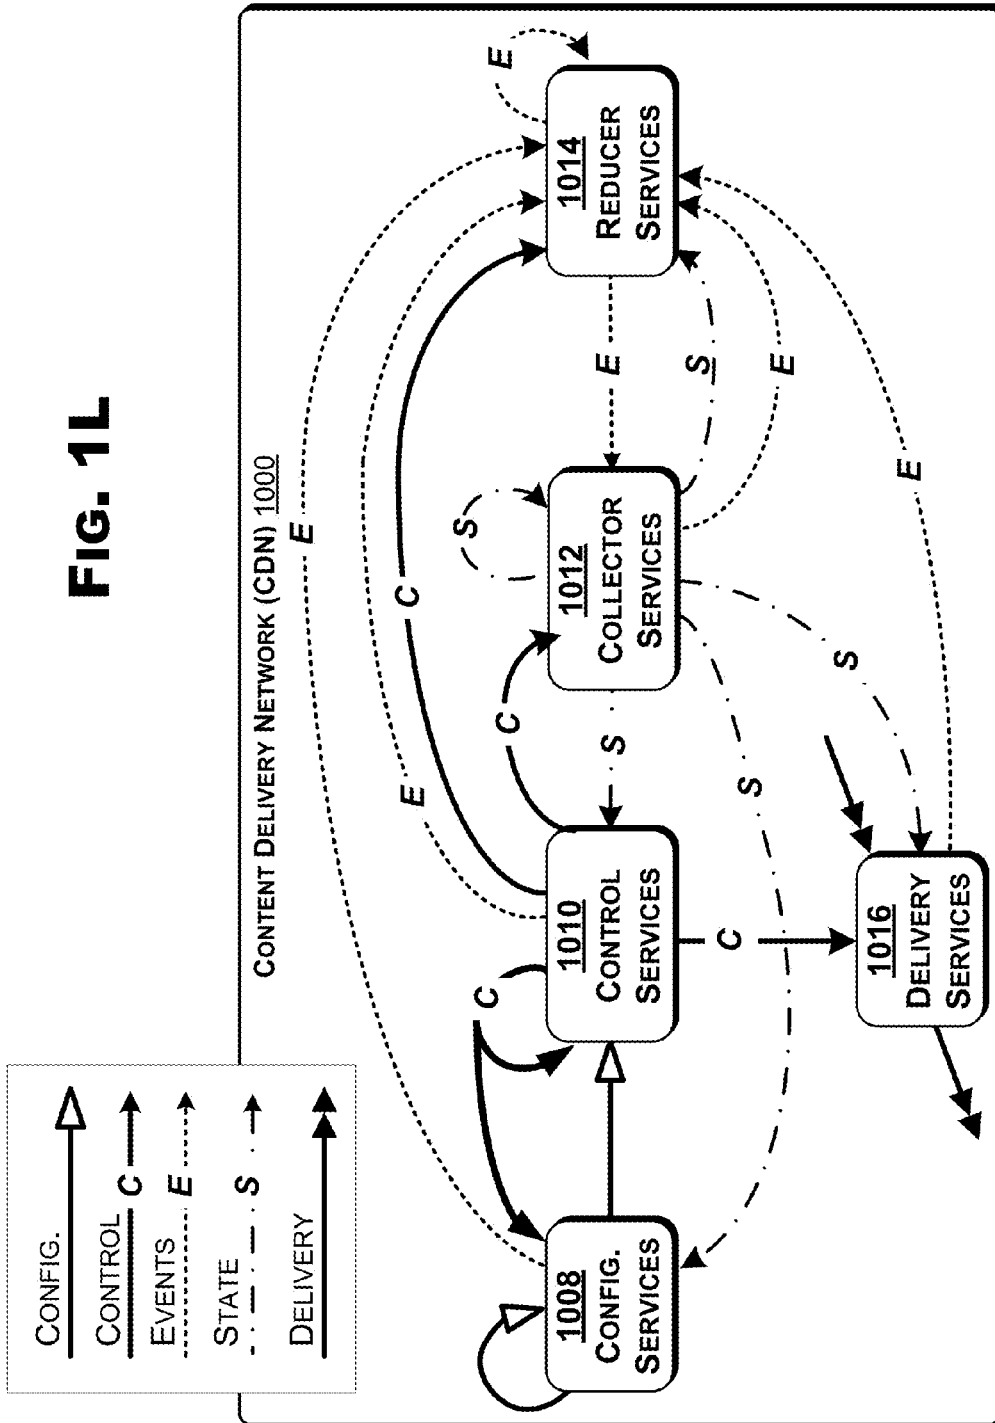 FIG. 1L
CONFIG.
CONTROL C
EVENTS E
STATE S
DELIVERY
CONTENT DELIVERY NETWORK (CDN) 1000
E
E
C
C
C
S
E
1008
CONFIG.
SERVICES
1010
CONTROL
SERVICES
S
1012
COLLECTOR
SERVICES
E
1014
REDUCER
SERVICES
C
S
S
S
E
E
1016
DELIVERY
SERVICES